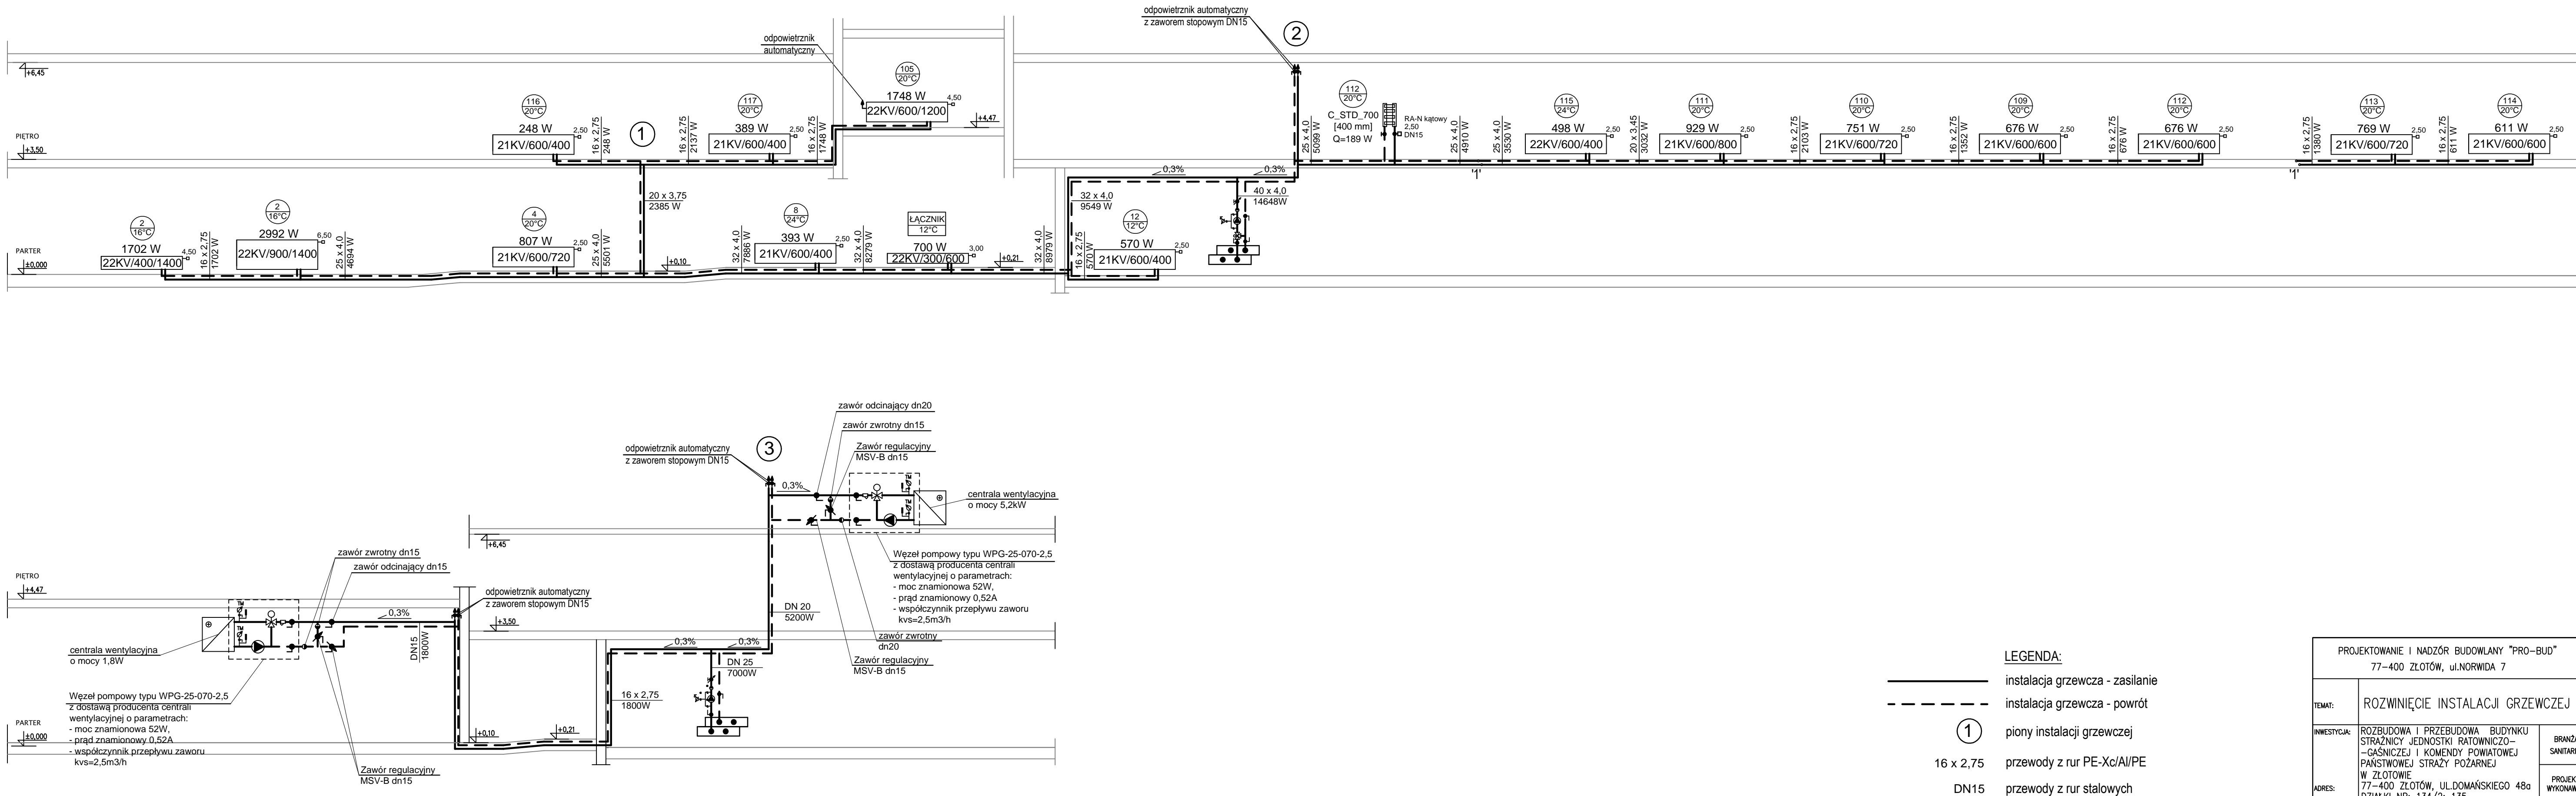 odpowietrznik automatyczny
z zaworem stopowym DN15
2
odpowietrznik
automatyczny
+6,45
105
20°C
1748 W
4,50
22KV/600/1200
+4,47
116
20°C
248 W
2,50
21KV/600/400
16 x 2,75
248 W
1
16 x 2,75
2137 W
117
20°C
389 W
2,50
21KV/600/400
16 x 2,75
1748 W
PIĘTRO
+3,50
25 x 4,0
5099 W
112
20°C
C_STD_700
[400 mm]
Q=189 W
RA-N kątowy
2,50
DN15
25 x 4,0
4910 W
25 x 4,0
3530 W
115
24°C
498 W
2,50
22KV/600/400
20 x 3,45
3032 W
111
20°C
929 W
2,50
21KV/600/800
16 x 2,75
2103 W
110
20°C
751 W
2,50
21KV/600/720
16 x 2,75
1352 W
109
20°C
676 W
2,50
21KV/600/600
16 x 2,75
676 W
112
20°C
676 W
2,50
21KV/600/600
16 x 2,75
1380 W
113
20°C
769 W
2,50
21KV/600/720
16 x 2,75
611 W
114
20°C
611 W
2,50
21KV/600/600
"1"
"1"
0,3%
0,3%
20 x 3,75
2385 W
32 x 4,0
9549 W
40 x 4,0
14648W
PARTER
±0,000
2
16°C
1702 W
4,50
22KV/400/1400
16 x 2,75
1702 W
2
16°C
2992 W
6,50
22KV/900/1400
25 x 4,0
4694 W
4
20°C
807 W
2,50
21KV/600/720
25 x 4,0
5501 W
+0,10
32 x 4,0
7886 W
8
24°C
393 W
2,50
21KV/600/400
32 x 4,0
8279 W
ŁĄCZNIK
12°C
700 W
3,00
22KV/300/600
+0,21
32 x 4,0
8979 W
16 x 2,75
570 W
12
12°C
570 W
2,50
21KV/600/400
zawór odcinający dn20
zawór zwrotny dn15
Zawór regulacyjny
MSV-B dn15
3
odpowietrznik automatyczny
z zaworem stopowym DN15
0,3%
centrala wentylacyjna
o mocy 5,2kW
+6,45
Węzeł pompowy typu WPG-25-070-2,5
z dostawą producenta centrali
wentylacyjnej o parametrach:
- moc znamionowa 52W,
- prąd znamionowy 0,52A
- współczynnik przepływu zaworu
kvs=2,5m3/h
zawór zwrotny
dn20
Zawór regulacyjny
MSV-B dn15
zawór zwrotny dn15
zawór odcinający dn15
PIĘTRO
+4,47
odpowietrznik automatyczny
z zaworem stopowym DN15
0,3%
DN15
1800W
+3,50
DN 20
5200W
0,3%
0,3%
DN 25
7000W
16 x 2,75
1800W
centrala wentylacyjna
o mocy 1,8W
Węzeł pompowy typu WPG-25-070-2,5
z dostawą producenta centrali
wentylacyjnej o parametrach:
- moc znamionowa 52W,
- prąd znamionowy 0,52A
- współczynnik przepływu zaworu
kvs=2,5m3/h
PARTER
±0,000
+0,10
+0,21
Zawór regulacyjny
MSV-B dn15
LEGENDA:
instalacja grzewcza - zasilanie
instalacja grzewcza - powrót
1 piony instalacji grzewczej
16 x 2,75 przewody z rur PE-Xc/Al/PE
DN15 przewody z rur stalowych
PROJEKTOWANIE I NADZÓR BUDOWLANY "PRO-BUD"
77-400 ZŁOTÓW, ul.NORWIDA 7
TEMAT: ROZWINIĘCIE INSTALACJI GRZEWCZEJ
INWESTYCJA: ROZBUDOWA I PRZEBUDOWA BUDYNKU
STRAŻNICY JEDNOSTKI RATOWNICZO-
-GAŚNICZEJ I KOMENDY POWIATOWEJ
PAŃSTWOWEJ STRAŻY POŻARNEJ
W ZŁOTOWIE
ADRES: 77-400 ZŁOTÓW, UL.DOMAŃSKIEGO 48a